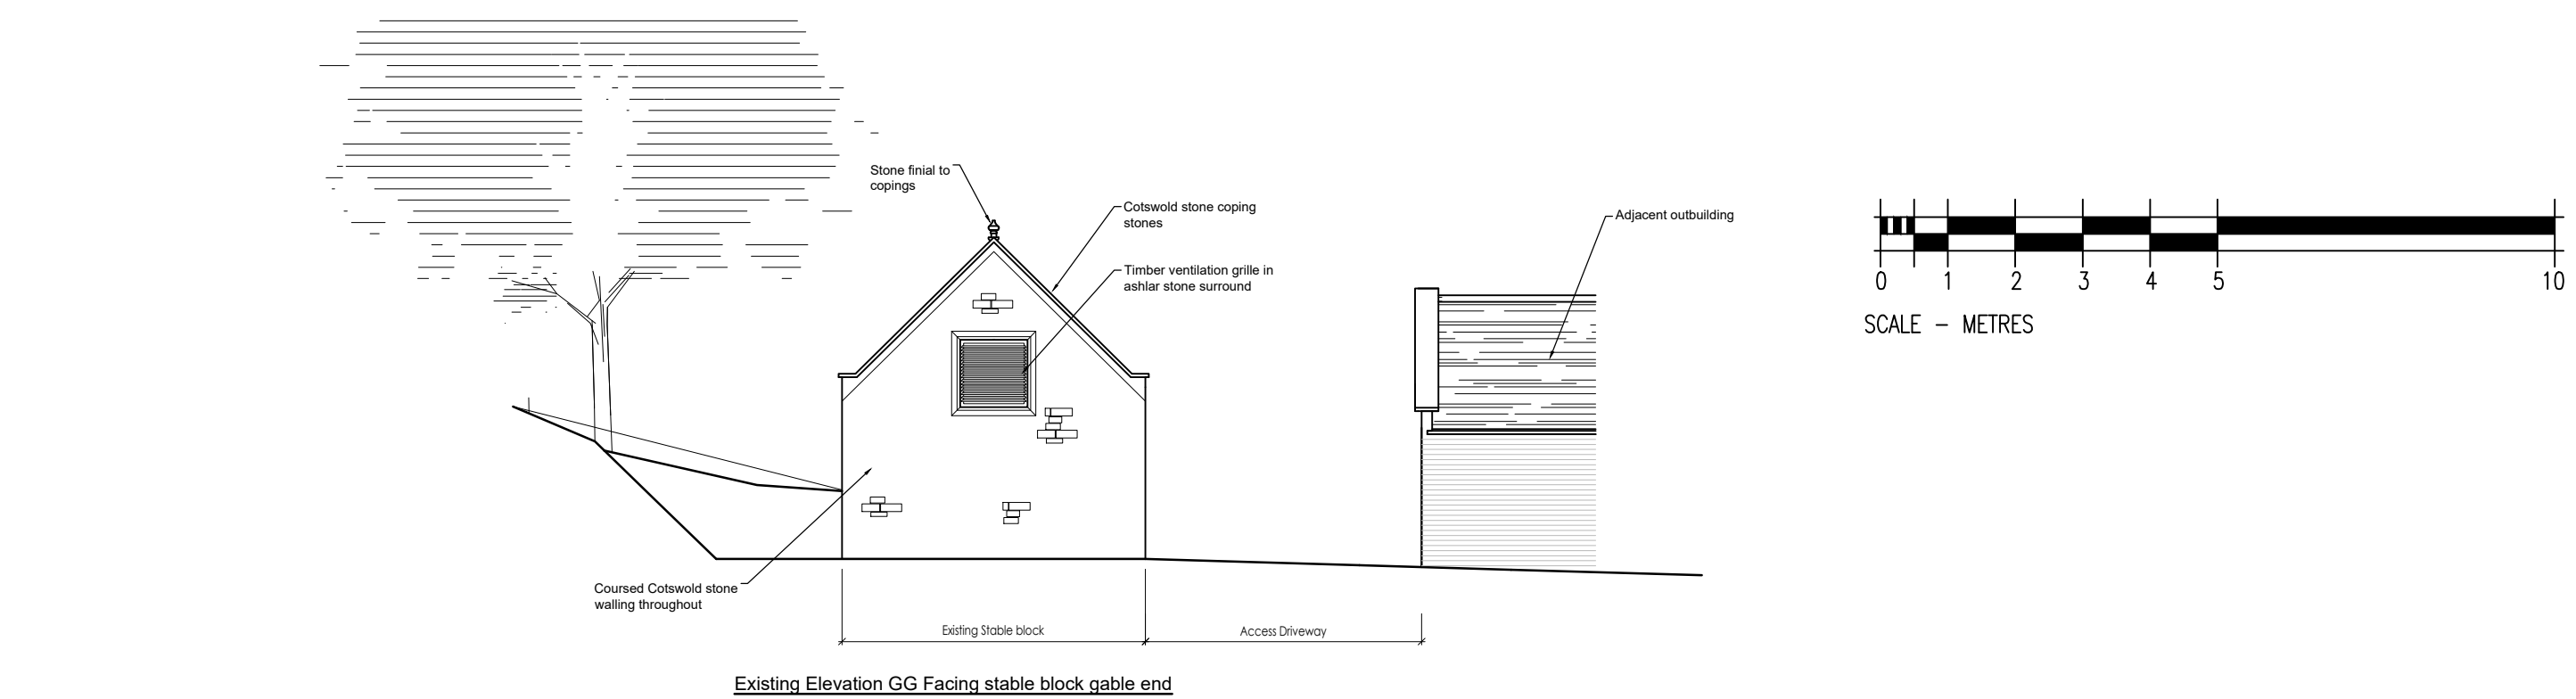 Stone finial to
copings
Cotswold stone coping
stones
Timber ventilation grille in
ashlar stone surround
Adjacent outbuilding
0 1 2 3 4 5 10
SCALE - METRES
Coursed Cotswold stone
walling throughout
Existing Stable block
Access Driveway
Existing Elevation GG Facing stable block gable end